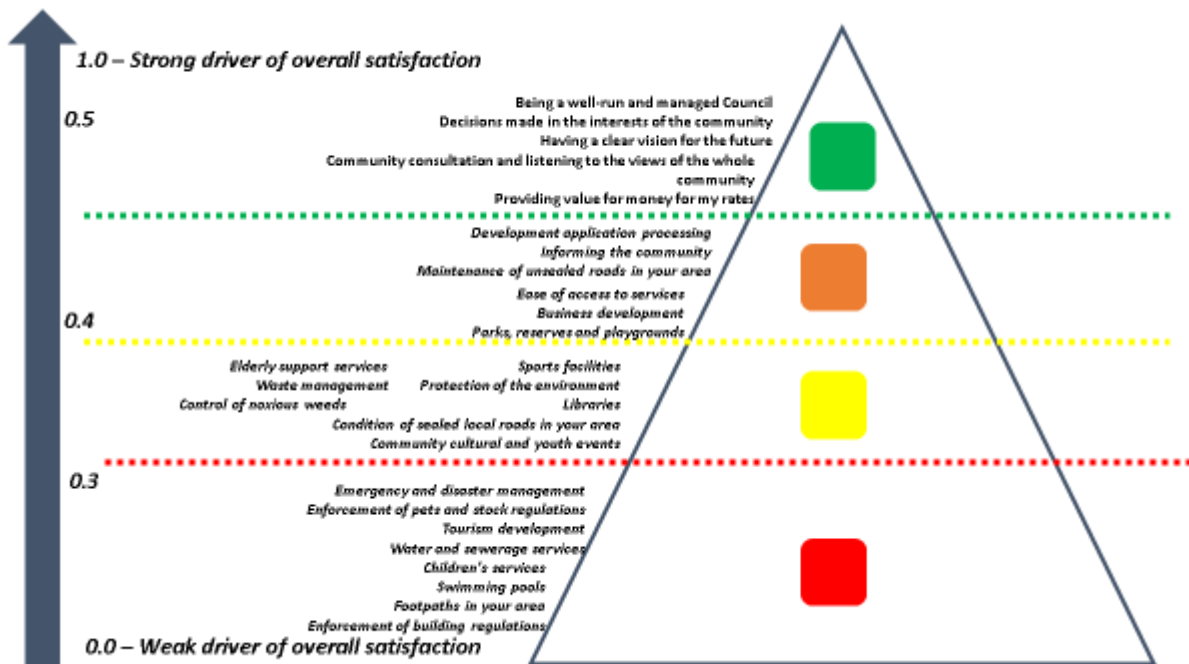 1.0 – Strong driver of overall satisfaction
Being a well-run and managed Council
0.5
Decisions made in the interests of the community
Having a clear vision for the future
Community consultation and listening to the views of the whole
community
Providing value for money for my rates
Development application processing
Informing the community
Maintenance of unsealed roads in your area
Ease of access to services
Business development
0.4
Parks, reserves and playgrounds
Elderly support services Sports facilities
Waste management Protection of the environment
Control of noxious weeds Libraries
Condition of sealed local roads in your area
Community cultural and youth events
0.3
Emergency and disaster management
Enforcement of pets and stock regulations
Tourism development
Water and sewerage services
Children's services
Swimming pools
Footpaths in your area
Enforcement of building regulations
0.0 – Weak driver of overall satisfaction